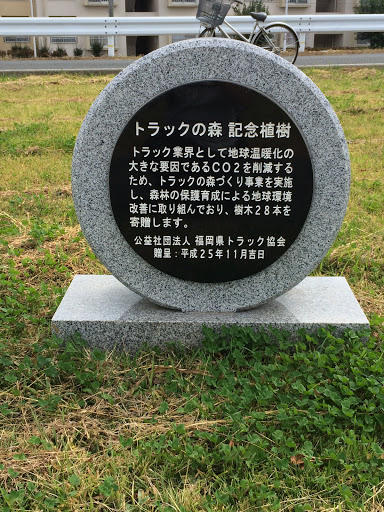 トラックの森 記念植樹
トラック業界として地球温暖化の
大きな要因であるCO2を削減する
ため、トラックの森づくり事業を実施
し、森林の保護育成による地球環境
改善に取り組んでおり、樹木28本を
寄贈します。
公益社団法人 福岡県トラック協会
贈呈:平成25年11月吉日